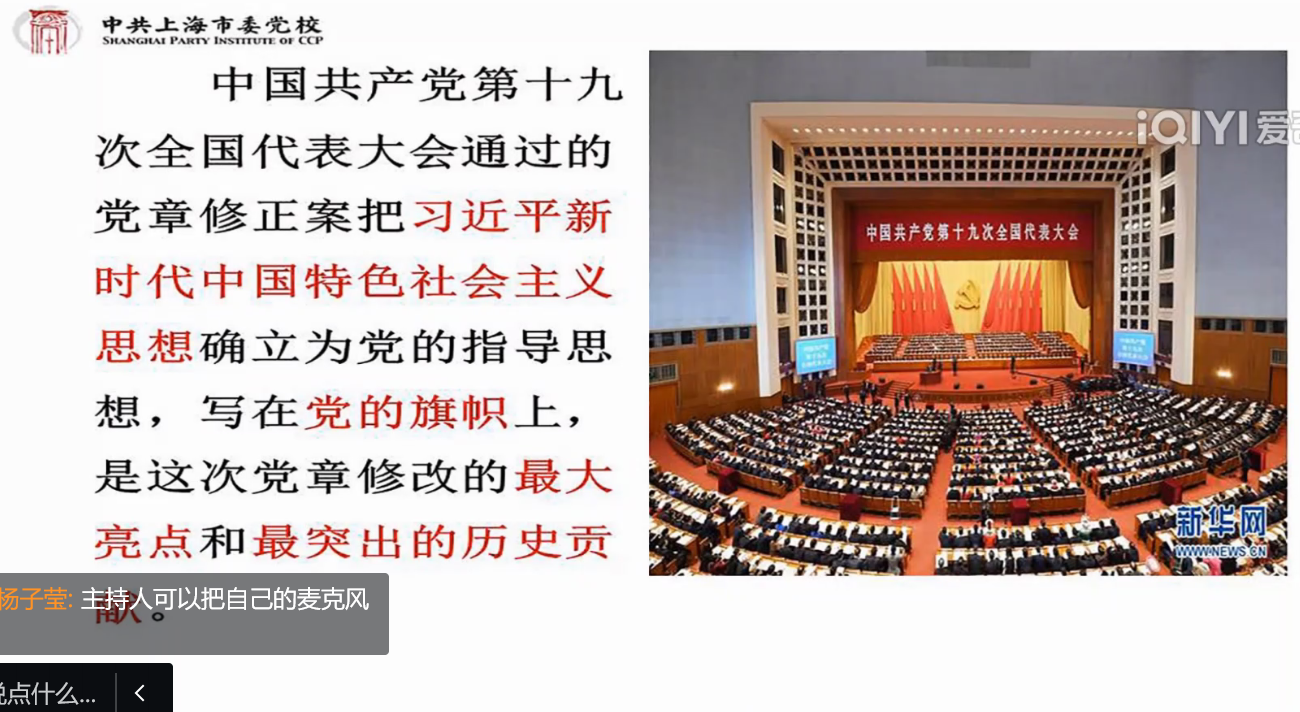 中共上海市委党校
SHANGHAI PARTY INSTITUTE OF CCP
中国共产党第十九
次全国代表大会通过的
党章修正案把习近平新
时代中国特色社会主义
思想确立为党的指导思
想，写在党的旗帜上，
是这次党章修改的最大
亮点和最突出的历史贡
献。
iQIYI 爱
中国共产党第十九次全国代表大会
新华网
WWW.NEWS.CN
杨子莹: 主持人可以把自己的麦克风
说点什么...